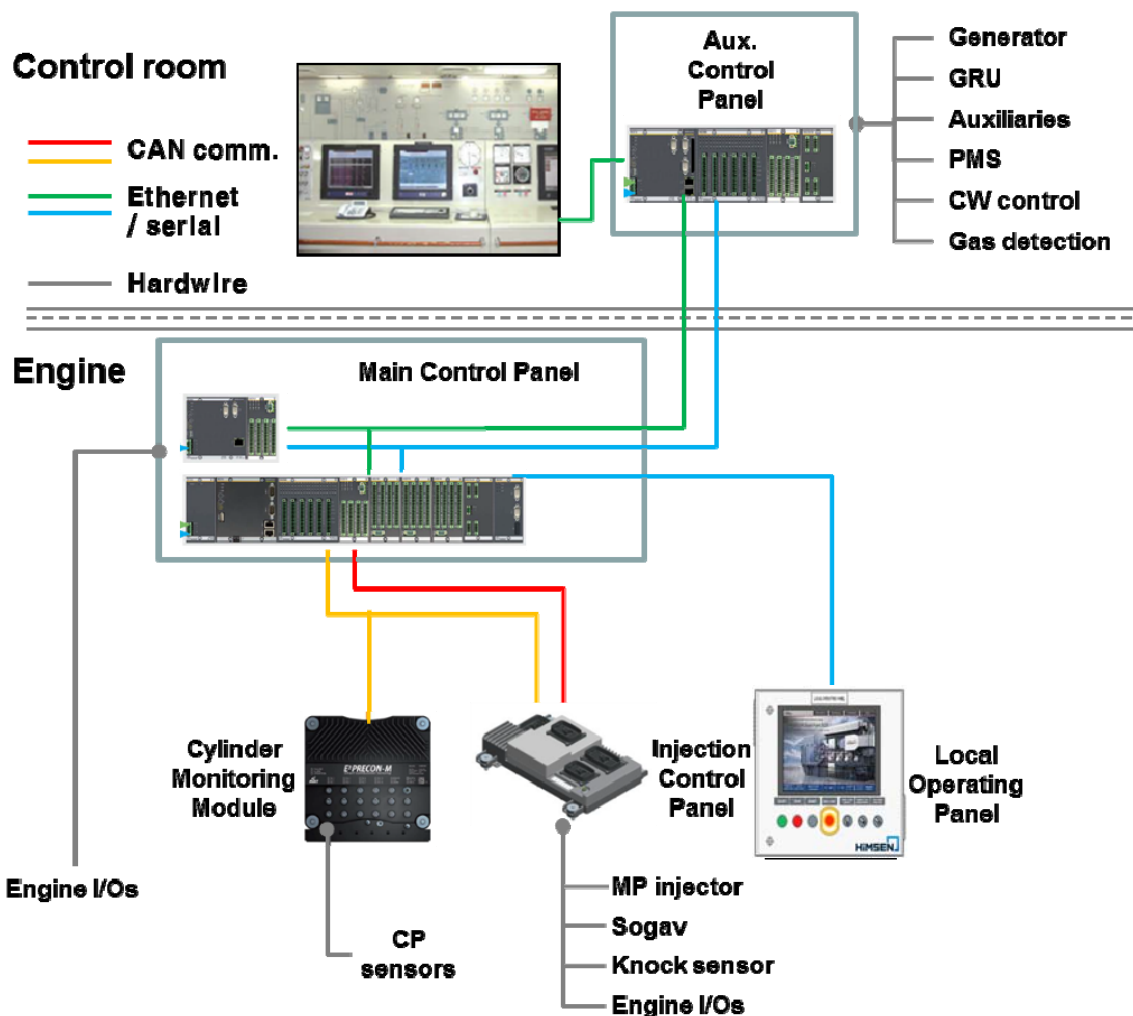 Control room
CAN comm.
Ethernet
/ serial
Hardwire
Aux.
Control
Panel
Generator
GRU
Auxiliaries
PMS
CW control
Gas detection
Engine
Main Control Panel
Cylinder
Monitoring
Module
E²PRECON-M
Injection
Control
Panel
Local
Operating
Panel
HiMSEN
Engine I/Os
CP
sensors
MP injector
Sogav
Knock sensor
Engine I/Os